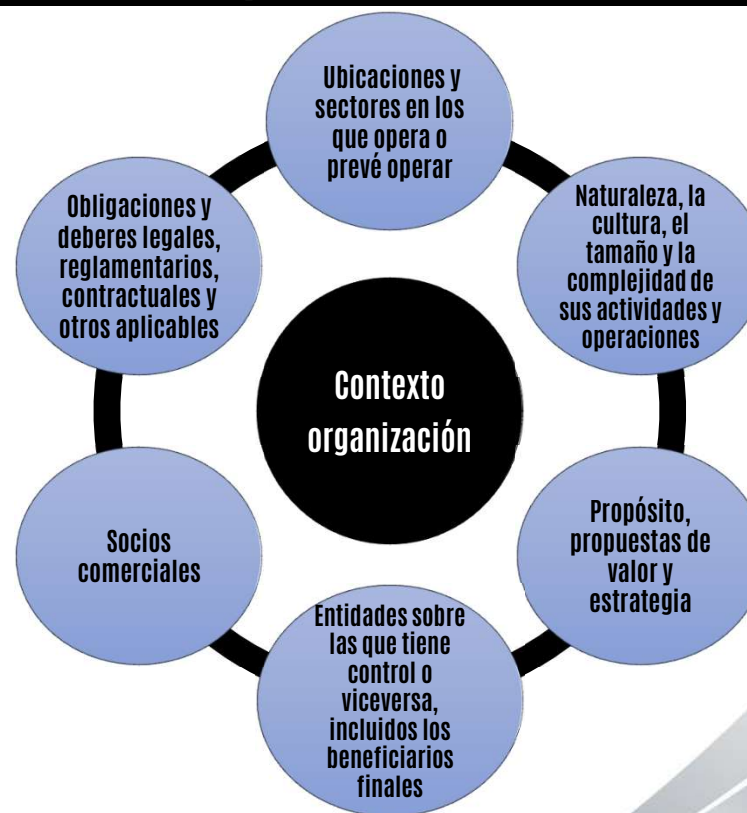 Ubicaciones y
sectores en los
que opera o
prevé operar
Naturaleza, la
cultura, el
tamaño y la
complejidad de
sus actividades y
operaciones
Propósito,
propuestas de
valor y
estrategia
Entidades sobre
las que tiene
control o
viceversa,
incluidos los
beneficiarios
finales
Socios
comerciales
Obligaciones y
deberes legales,
reglamentarios,
contractuales y
otros aplicables
Contexto
organización